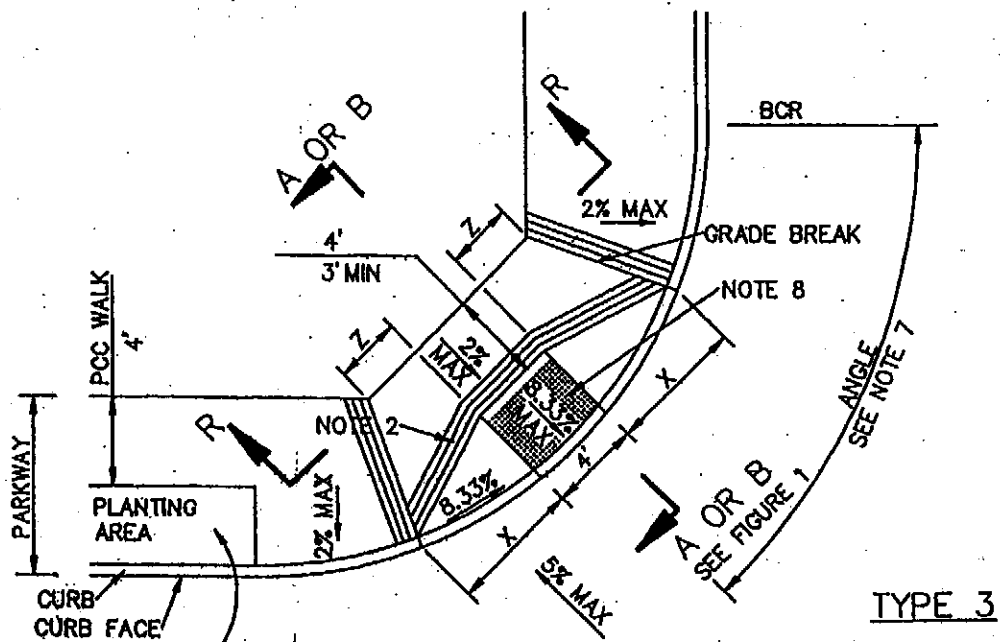 BCR
A OR B
R
2% MAX
Z
GRADE BREAK
4'
3' MIN
NOTE 8
PCC WALK
4'
Z
2%
MAX
X
ANGLE
SEE NOTE 7
8.33%
MAX
PARKWAY
R
NOTE 2
4'
PLANTING
AREA
2% MAX
8.33%
X
A OR B
SEE FIGURE 1
5% MAX
CURB
CURB FACE
TYPE 3